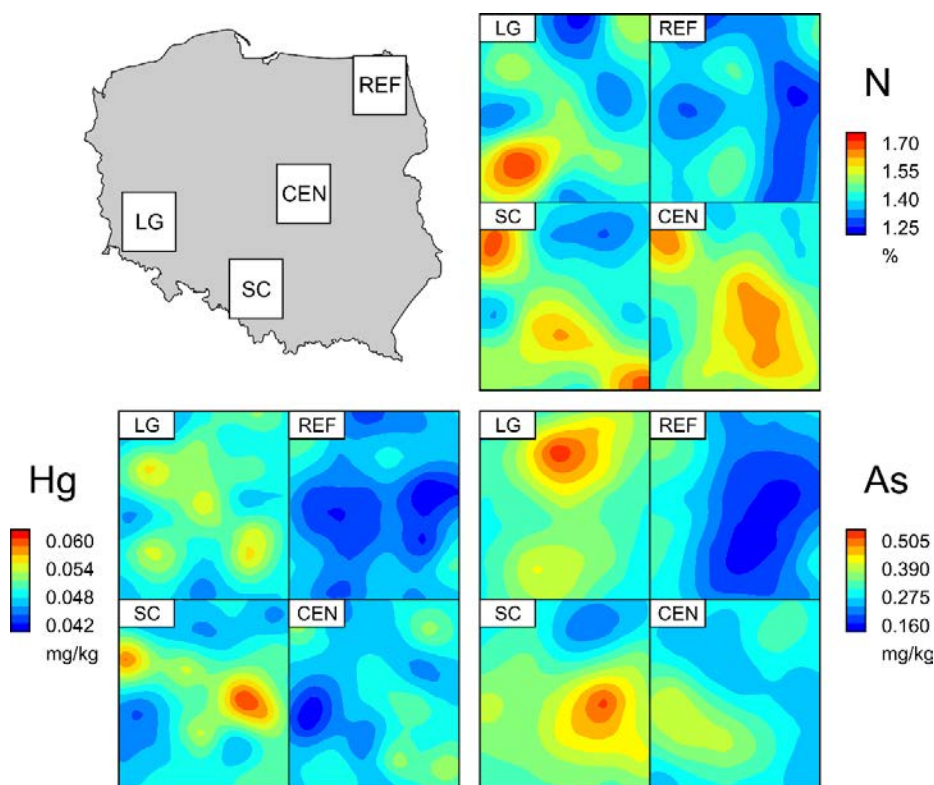 REF
CEN
LG
SC
LG
REF
SC
CEN
N
1.70
1.55
1.40
1.25
%
Hg
0.060
0.054
0.048
0.042
mg/kg
LG
REF
SC
CEN
LG
REF
SC
CEN
As
0.505
0.390
0.275
0.160
mg/kg